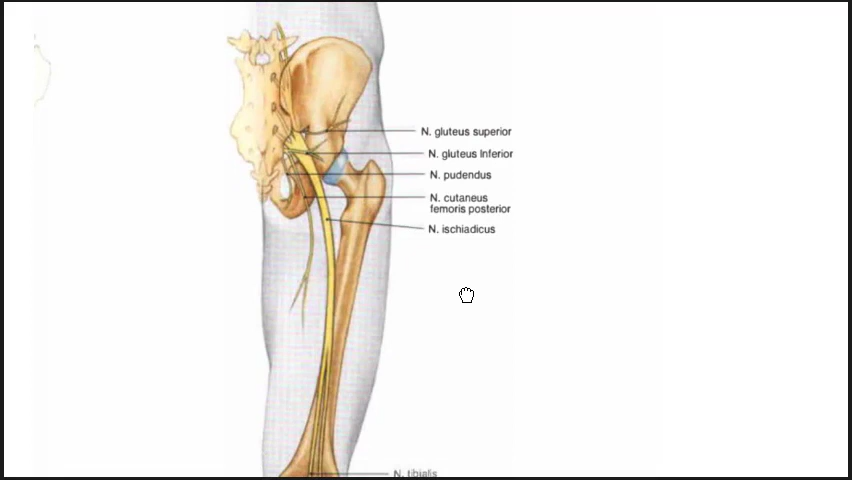 N. gluteus superior
N. gluteus Inferior
N. pudendus
N. cutaneus
femoris posterior
N. ischiadicus
N. tibialis